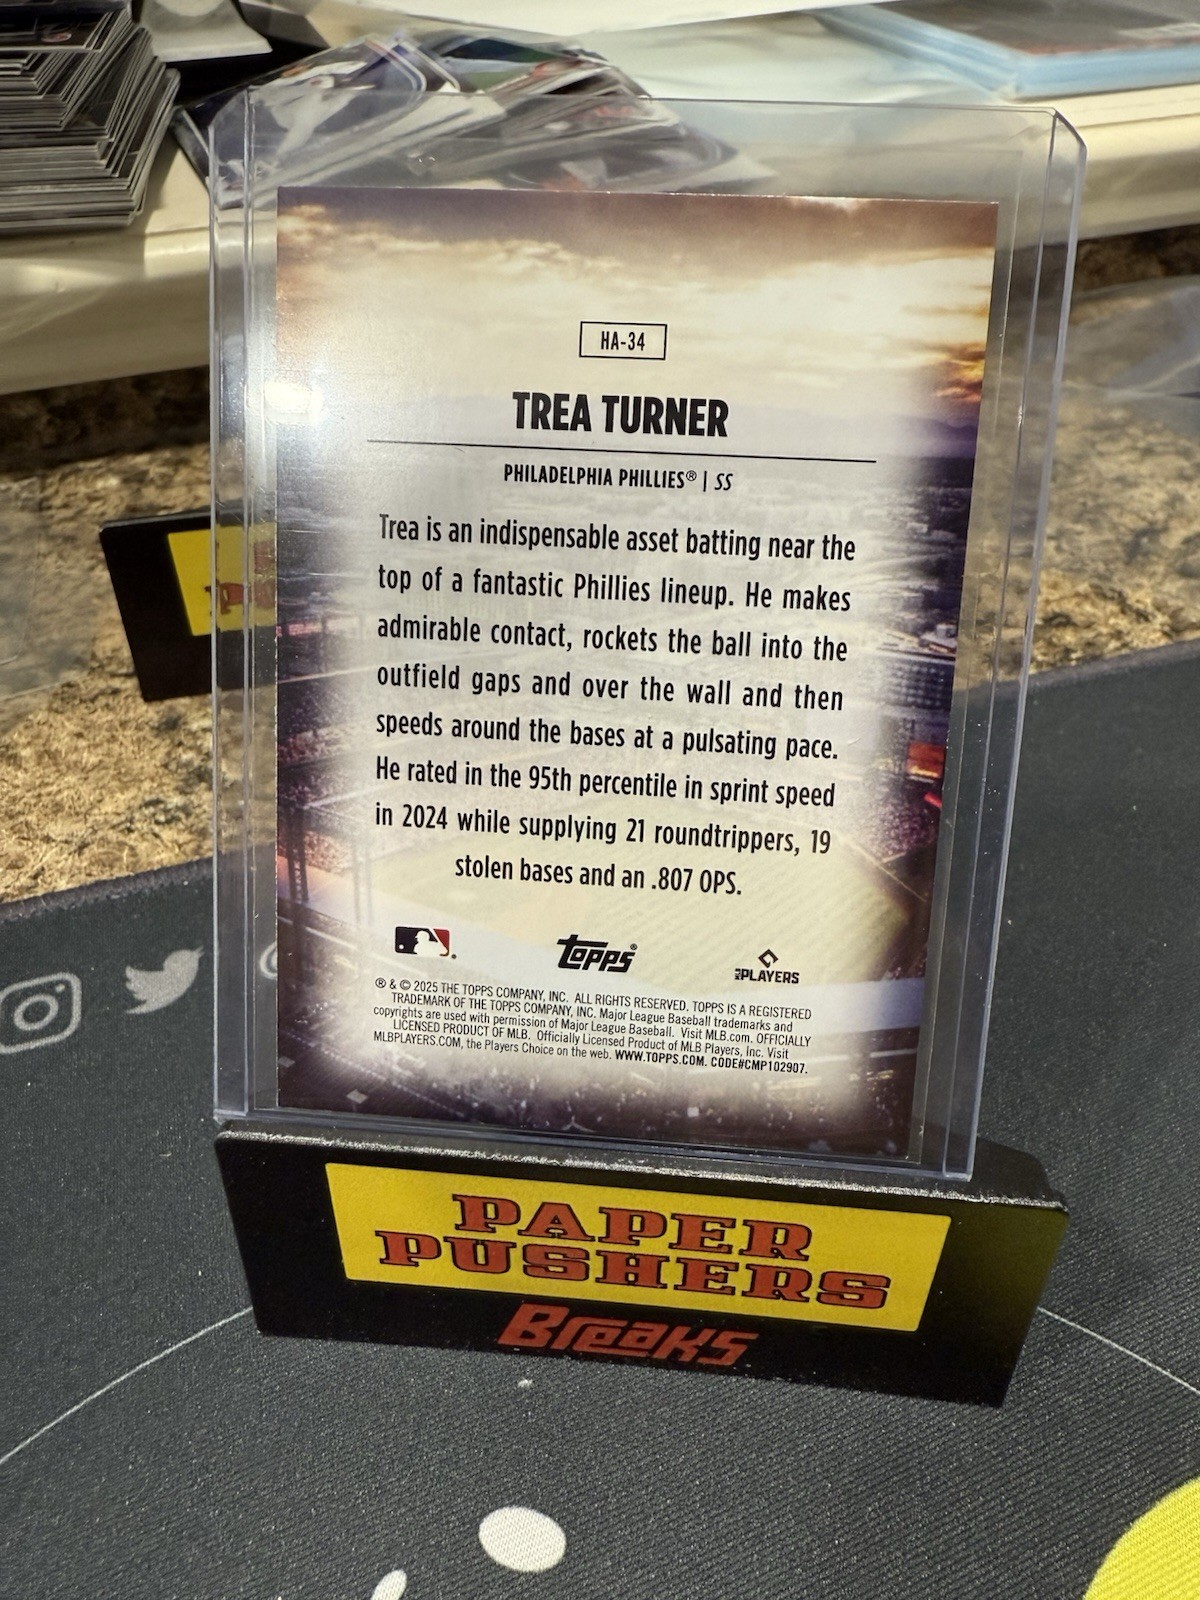 HA-34
TREA TURNER
PHILADELPHIA PHILLIES® | SS
Trea is an indispensable asset batting near the
top of a fantastic Phillies lineup. He makes
admirable contact, rockets the ball into the
outfield gaps and over the wall and then
speeds around the bases at a pulsating pace.
He rated in the 95th percentile in sprint speed
in 2024 while supplying 21 roundtrippers, 19
stolen bases and an .807 OPS.
topps®
PLAYERS
® & © 2025 THE TOPPS COMPANY, INC. ALL RIGHTS RESERVED. TOPPS IS A REGISTERED
TRADEMARK OF THE TOPPS COMPANY, INC. Major League Baseball trademarks and
copyrights are used with permission of Major League Baseball. Visit MLB.com. OFFICIALLY
LICENSED PRODUCT OF MLB. Officially Licensed Product of MLB Players, Inc. Visit
MLBPLAYERS.COM, the Players Choice on the web. WWW.TOPPS.COM. CODE#CMP102907.
PAPER
PUSHERS
Breaks